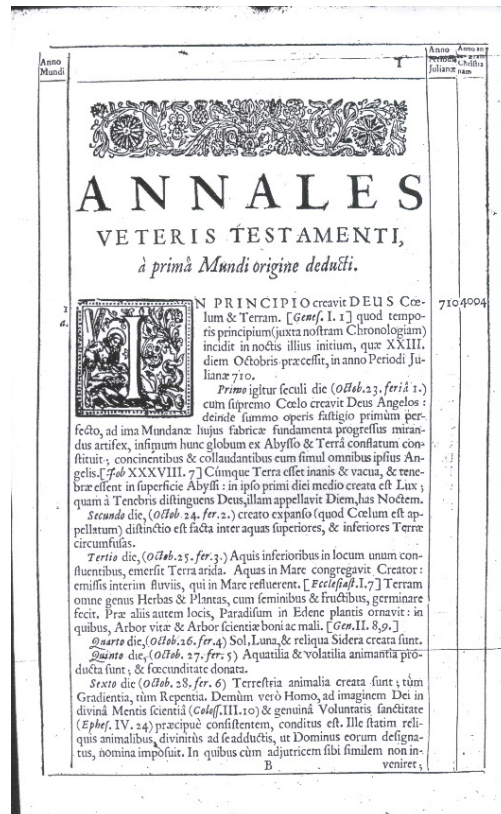 Anno
Mundi
I
Anno
Periodi
Julianæ
Anno an
te æram
Christia
nam
ANNALES
VETERIS TESTAMENTI,
à primâ Mundi origine deducti.
1
a.
IN PRINCIPIO creavit DEUS Cœ-
lum & Terram. [Genes. I. 1] quod tempo-
ris principium (juxta nostram Chronologiam)
incidit in noctis illius initium, quæ XXIII.
diem Octobris præcessit, in anno Periodi Ju-
lianæ 710.
710
4004
Primo igitur seculi die (Octob. 23. feriâ 1.)
cum supremo Cœlo creavit Deus Angelos :
deinde summo operis fastigio primùm per-
fecto, ad ima Mundanæ hujus fabricæ fundamenta progressus miran-
dus artifex, infimum hunc globum ex Abysso & Terrâ conflatum con-
stituit ; concinentibus & collaudantibus eum simul omnibus ipsius An-
gelis. [Job XXXVIII. 7] Cúmque Terra esset inanis & vacua, & tene-
bræ essent in superficie Abyssi : in ipso primi diei medio creata est Lux ;
quam à Tenebris distinguens Deus, illam appellavit Diem, has Noctem.
Secundo die, (Octob. 24. fer. 2.) creato expanso (quod Cœlum est ap-
pellatum) distinctio est facta inter aquas superiores, & inferiores Terræ
circumfusas.
Tertio die, (Octob. 25. fer. 3.) Aquis inferioribus in locum unum con-
fluentibus, emersit Terra arida. Aquas in Mare congregavit Creator :
emissis interim fluviis, qui in Mare refluerent. [Ecclesiast. I. 7] Terram
omne genus Herbas & Plantas, cum seminibus & fructibus, germinare
fecit. Præ aliis autem locis, Paradisum in Edene plantis ornavit : in
quibus, Arbor vitæ & Arbor scientiæ boni ac mali. [Gen. II. 8, 9.]
Quarto die, (Octob. 26. fer. 4) Sol, Luna, & reliqua Sidera creata sunt.
Quinto die, (Octob. 27. fer. 5) Aquatilia & volatilia animantia pro-
ducta sunt ; & fœcunditate donata.
Sexto die (Octob. 28. fer. 6) Terrestria animalia creata sunt ; tùm
Gradientia, tùm Repentia. Demùm verò Homo, ad imaginem Dei in
divinâ Mentis scientiâ (Coloss. III. 10) & genuinâ Voluntatis sanctitate
(Ephes. IV. 24) præcipuè consistentem, conditus est. Ille statim reli-
quis animalibus, divinitùs ad se adductis, ut Dominus eorum designa-
tus, nomina imposuit. In quibus cùm adjutricem sibi similem non in-
B
veniret ;